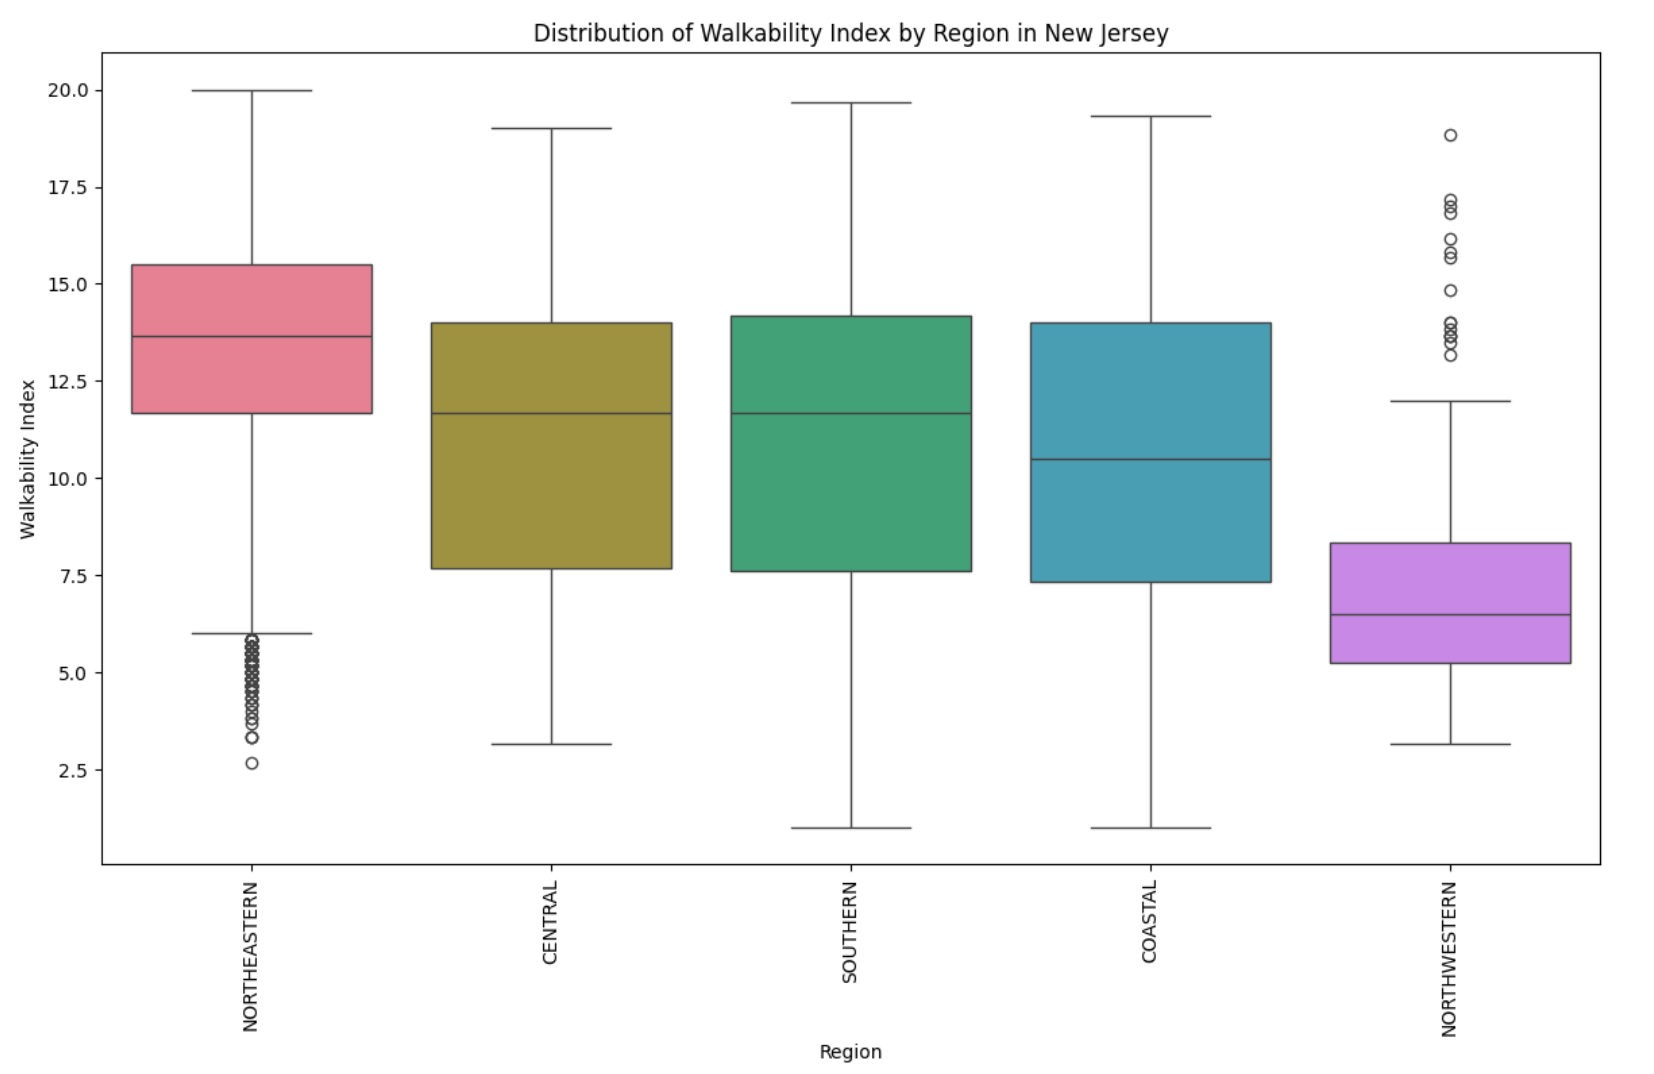 Distribution of Walkability Index by Region in New Jersey
Walkability Index
20.0
17.5
15.0
12.5
10.0
7.5
5.0
2.5
NORTHEASTERN
CENTRAL
SOUTHERN
COASTAL
NORTHWESTERN
Region